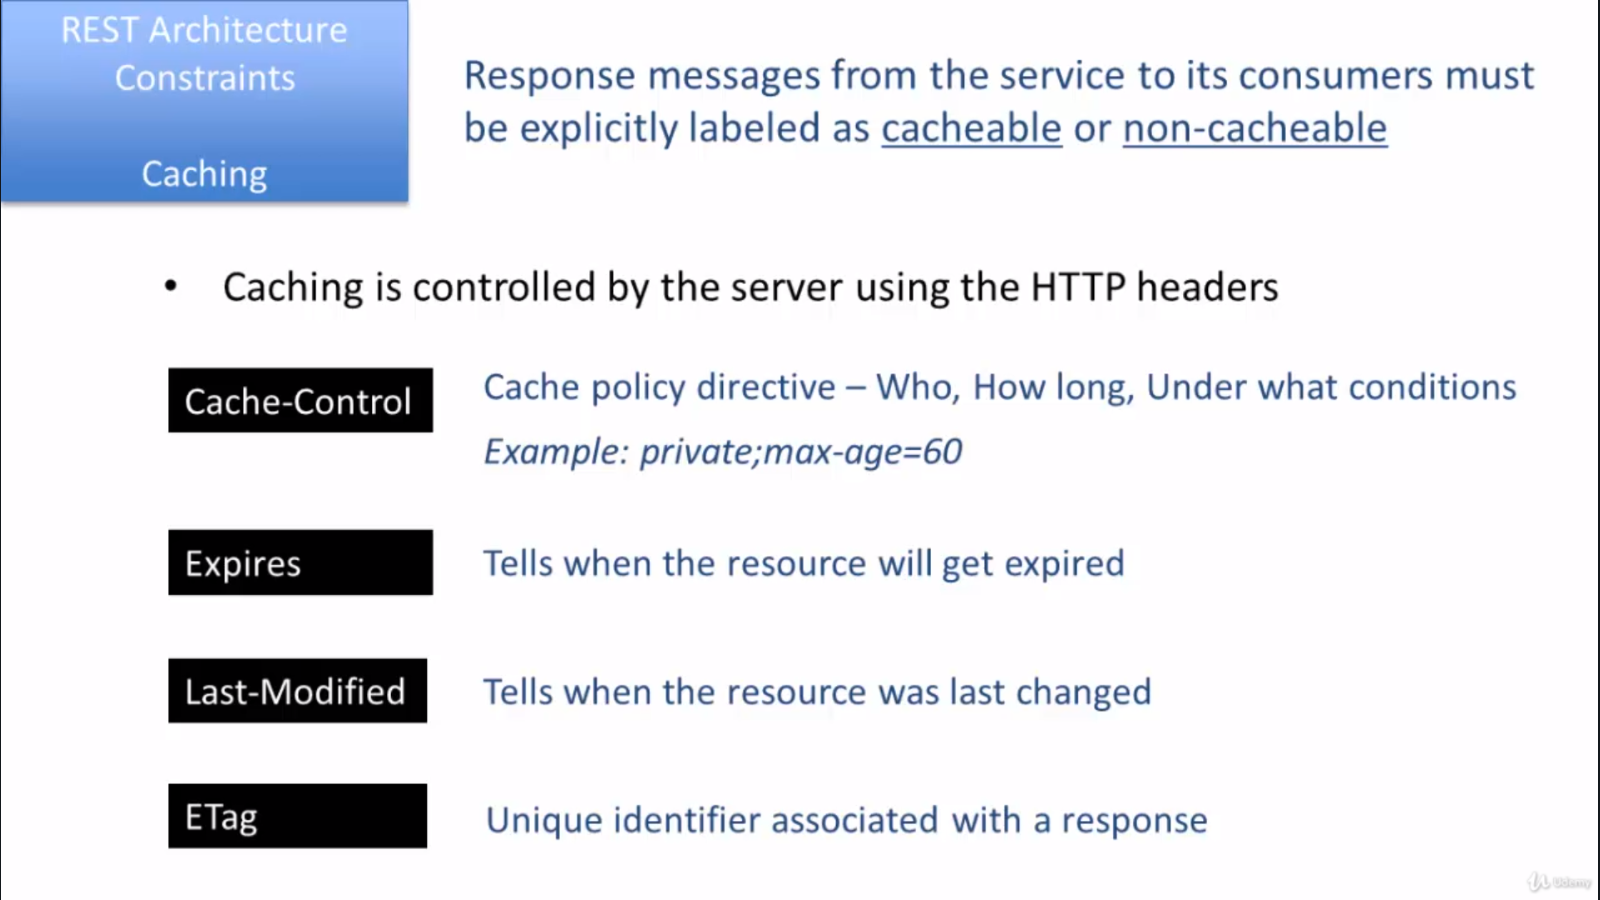 REST Architecture
Constraints
Caching
Response messages from the service to its consumers must
be explicitly labeled as cacheable or non-cacheable
• Caching is controlled by the server using the HTTP headers
Cache-Control
Cache policy directive – Who, How long, Under what conditions
Example: private;max-age=60
Expires
Tells when the resource will get expired
Last-Modified
Tells when the resource was last changed
ETag
Unique identifier associated with a response
Udemy